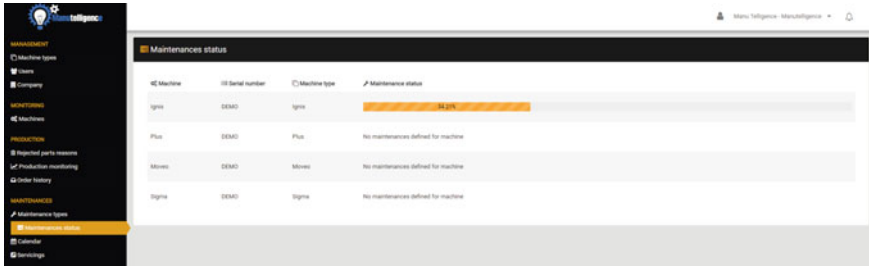 Manutelligence
Manu Telligence - Manutelligence
MANAGEMENT
Machine types
Users
Company
MONITORING
Machines
PRODUCTION
Rejected parts reasons
Production monitoring
Order history
MAINTENANCES
Maintenance types
Maintenances status
Calendar
Servicings
Maintenances status
Machine Serial number Machine type Maintenance status
Ignis DEMO Ignis
Plus DEMO Plus No maintenances defined for machine
Moveo DEMO Moveo No maintenances defined for machine
Sigma DEMO Sigma No maintenances defined for machine